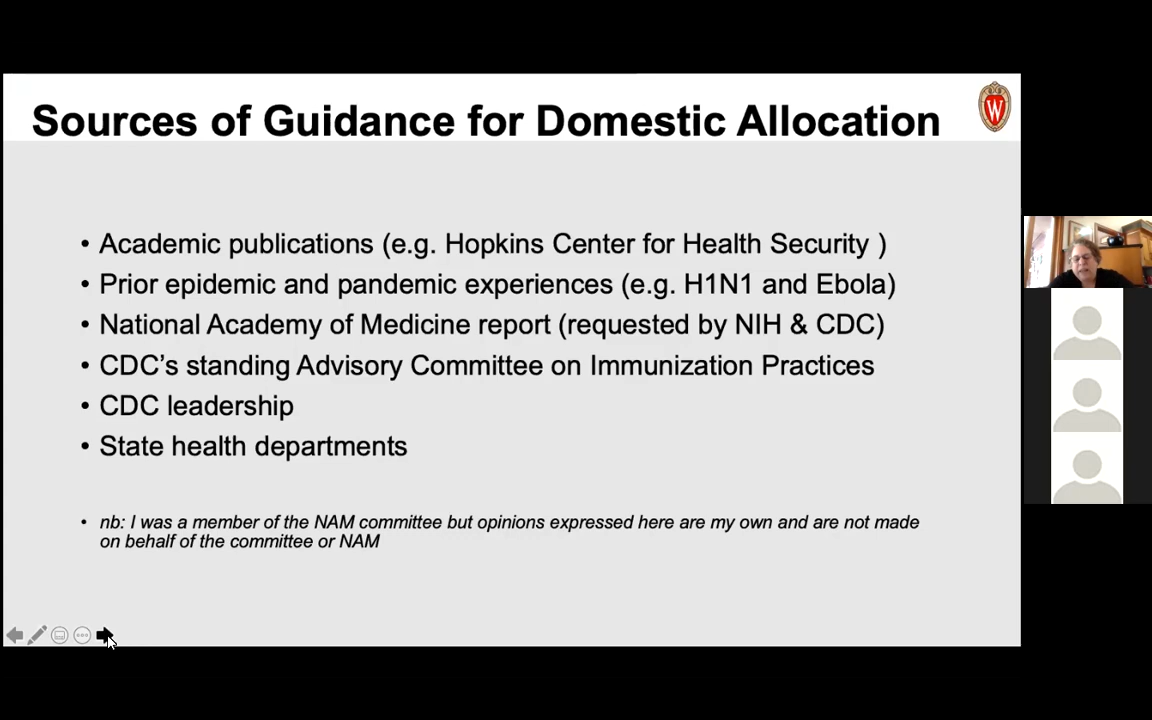 Sources of Guidance for Domestic Allocation
W
• Academic publications (e.g. Hopkins Center for Health Security )
• Prior epidemic and pandemic experiences (e.g. H1N1 and Ebola)
• National Academy of Medicine report (requested by NIH & CDC)
• CDC’s standing Advisory Committee on Immunization Practices
• CDC leadership
• State health departments
• nb: I was a member of the NAM committee but opinions expressed here are my own and are not made
on behalf of the committee or NAM